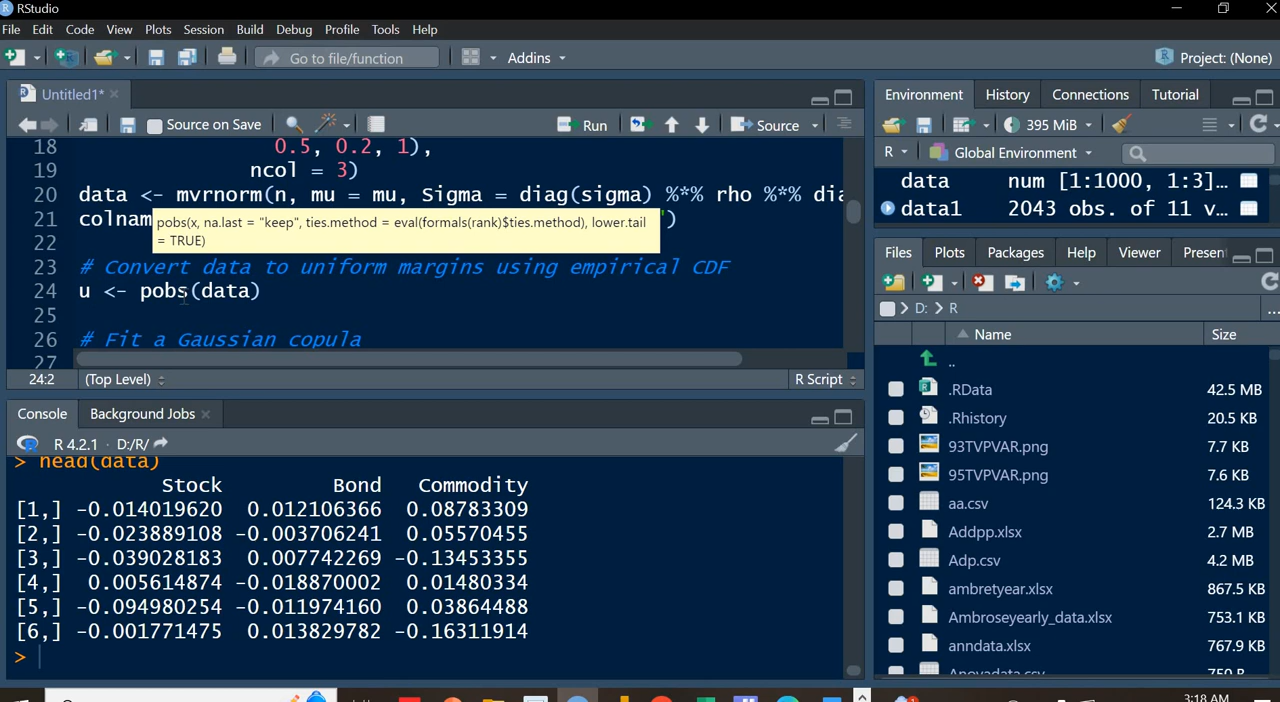 RStudio
File Edit Code View Plots Session Build Debug Profile Tools Help
Go to file/function Addins Project: (None)
Untitled1*
Source on Save Run Source
18 0.5, 0.2, 1),
19 ncol = 3)
20 data <- mvrnorm(n, mu = mu, Sigma = diag(sigma) %*% rho %*% dia
21 colnam ')
pobs(x, na.last = "keep", ties.method = eval(formals(rank)$ties.method), lower.tail
= TRUE)
22
23 # Convert data to uniform margins using empirical CDF
24 u <- pobs(data)
25
26 # Fit a Gaussian copula
27
24:2 (Top Level) R Script
Console Background Jobs
R 4.2.1 · D:/R/
> head(data)
Stock Bond Commodity
[1,] -0.014019620 0.012106366 0.08783309
[2,] -0.023889108 -0.003706241 0.05570455
[3,] -0.039028183 0.007742269 -0.13453355
[4,] 0.005614874 -0.018870002 0.01480334
[5,] -0.094980254 -0.011974160 0.03864488
[6,] -0.001771475 0.013829782 -0.16311914
>
Environment History Connections Tutorial
395 MiB
R Global Environment
data num [1:1000, 1:3]...
data1 2043 obs. of 11 v...
Files Plots Packages Help Viewer Presen
D: R ...
Name Size
..
.RData 42.5 MB
.Rhistory 20.5 KB
93TVPVAR.png 7.7 KB
95TVPVAR.png 7.6 KB
aa.csv 124.3 KB
Addpp.xlsx 2.7 MB
Adp.csv 4.2 MB
ambretyear.xlsx 867.5 KB
Ambroseyearly_data.xlsx 753.1 KB
anndata.xlsx 767.9 KB
Anovadata.csv 750 B
3:18 AM